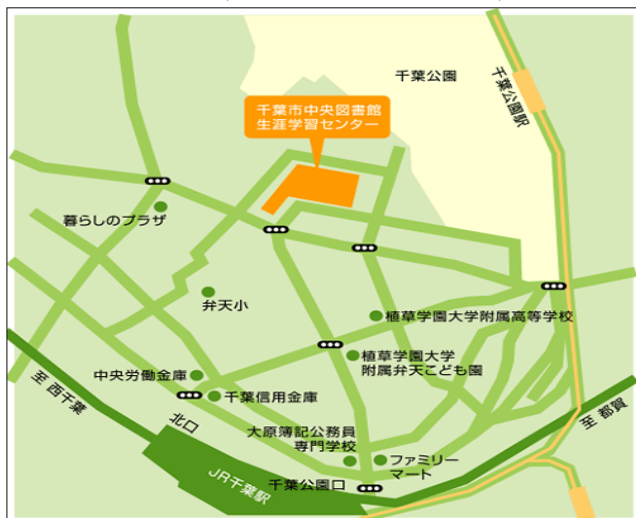 千葉公園
千葉公園駅
千葉市中央図書館
生涯学習センター
暮らしのプラザ
弁天小
植草学園大学附属高等学校
植草学園大学
附属弁天こども園
中央労働金庫
千葉信用金庫
至 西千葉
北口
大原簿記公務員
専門学校
ファミリー
マート
至 都賀
JR千葉駅
千葉公園口